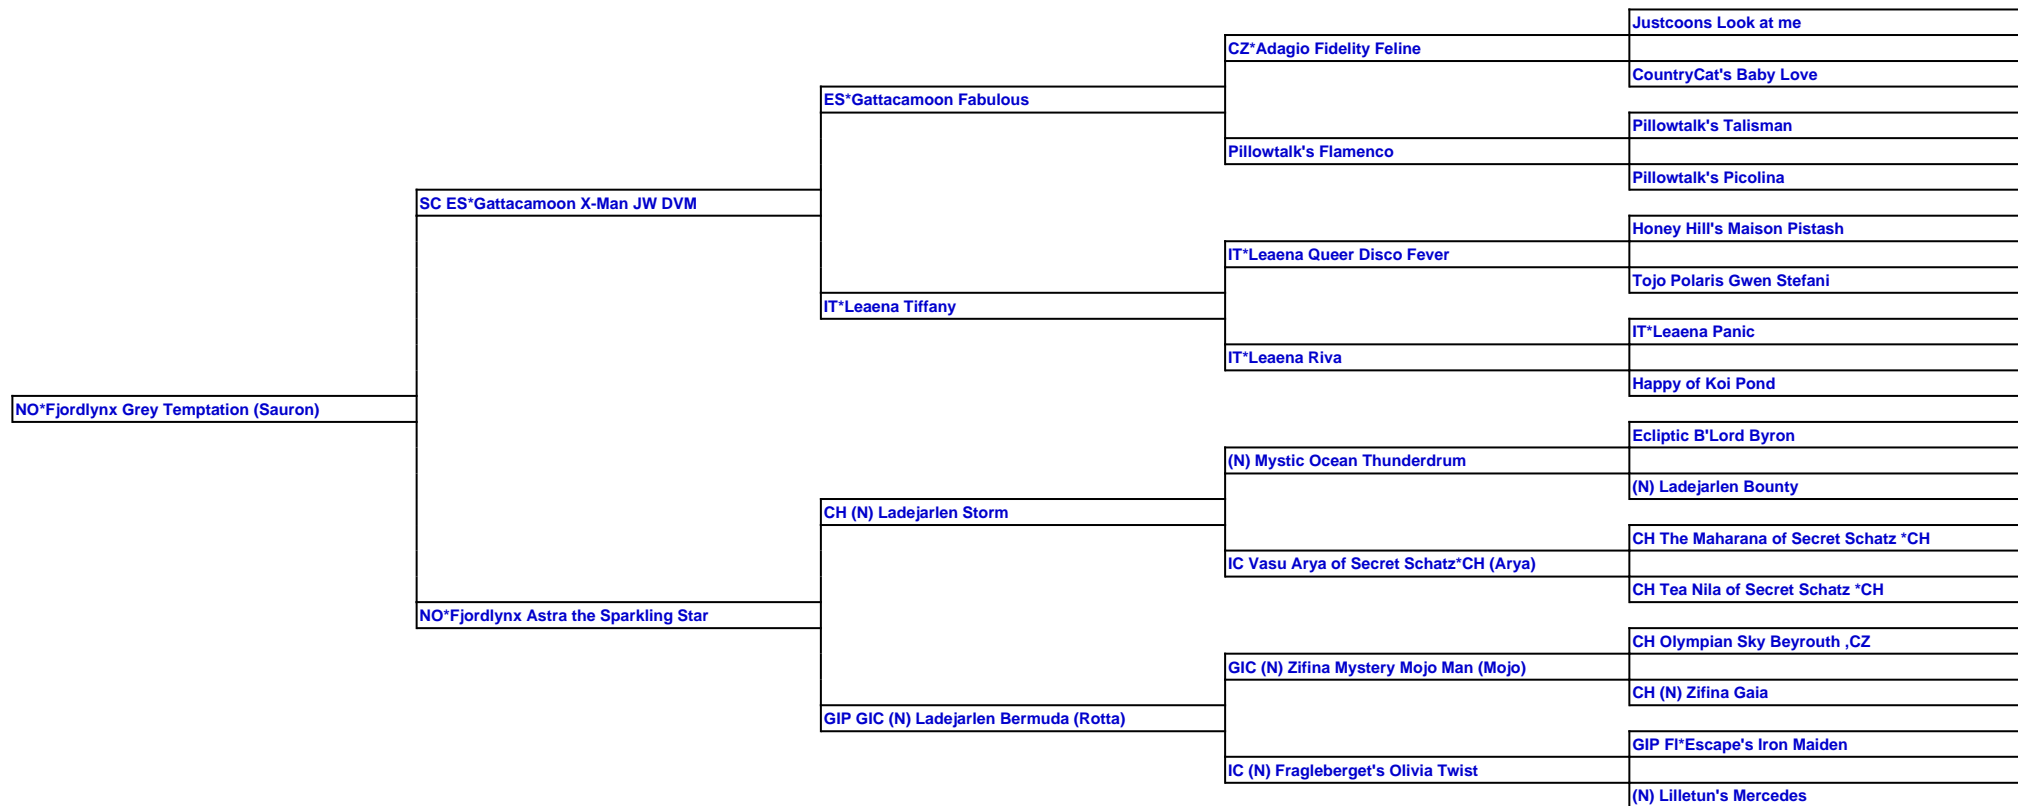 Justcoons Look at me
CZ*Adagio Fidelity Feline
CountryCat's Baby Love
ES*Gattacamoon Fabulous
Pillowtalk's Talisman
Pillowtalk's Flamenco
Pillowtalk's Picolina
SC ES*Gattacamoon X-Man JW DVM
Honey Hill's Maison Pistash
IT*Leaena Queer Disco Fever
Tojo Polaris Gwen Stefani
IT*Leaena Tiffany
IT*Leaena Panic
IT*Leaena Riva
Happy of Koi Pond
NO*Fjordlynx Grey Temptation (Sauron)
Ecliptic B'Lord Byron
(N) Mystic Ocean Thunderdrum
(N) Ladejarlen Bounty
CH (N) Ladejarlen Storm
CH The Maharana of Secret Schatz *CH
IC Vasu Arya of Secret Schatz*CH (Arya)
CH Tea Nila of Secret Schatz *CH
NO*Fjordlynx Astra the Sparkling Star
CH Olympian Sky Beyrouth ,CZ
GIC (N) Zifina Mystery Mojo Man (Mojo)
CH (N) Zifina Gaia
GIP GIC (N) Ladejarlen Bermuda (Rotta)
GIP FI*Escape's Iron Maiden
IC (N) Fragleberget's Olivia Twist
(N) Lilletun's Mercedes